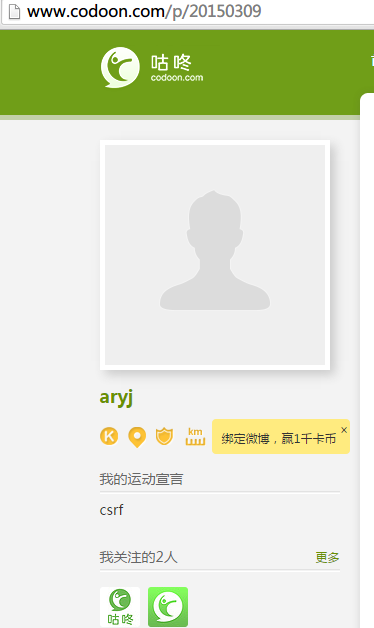 www.codoon.com/p/20150309
咕咚
codoon.com
aryj
K
km
绑定微博，赢1千卡币
×
我的运动宣言
csrf
我关注的2人 更多
咕咚